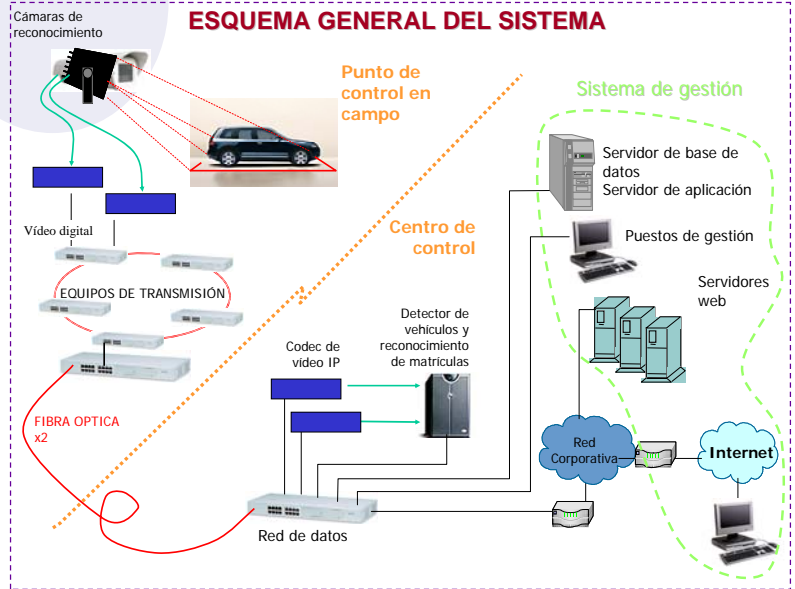 Cámaras de
reconocimiento
ESQUEMA GENERAL DEL SISTEMA
Punto de
control en
campo
Sistema de gestión
Servidor de base de
datos
Servidor de aplicación
Puestos de gestión
Servidores
web
Vídeo digital
EQUIPOS DE TRANSMISIÓN
Centro de
control
Codec de
vídeo IP
Detector de
vehículos y
reconocimiento
de matrículas
FIBRA OPTICA
x2
Red
Corporativa
Internet
Red de datos